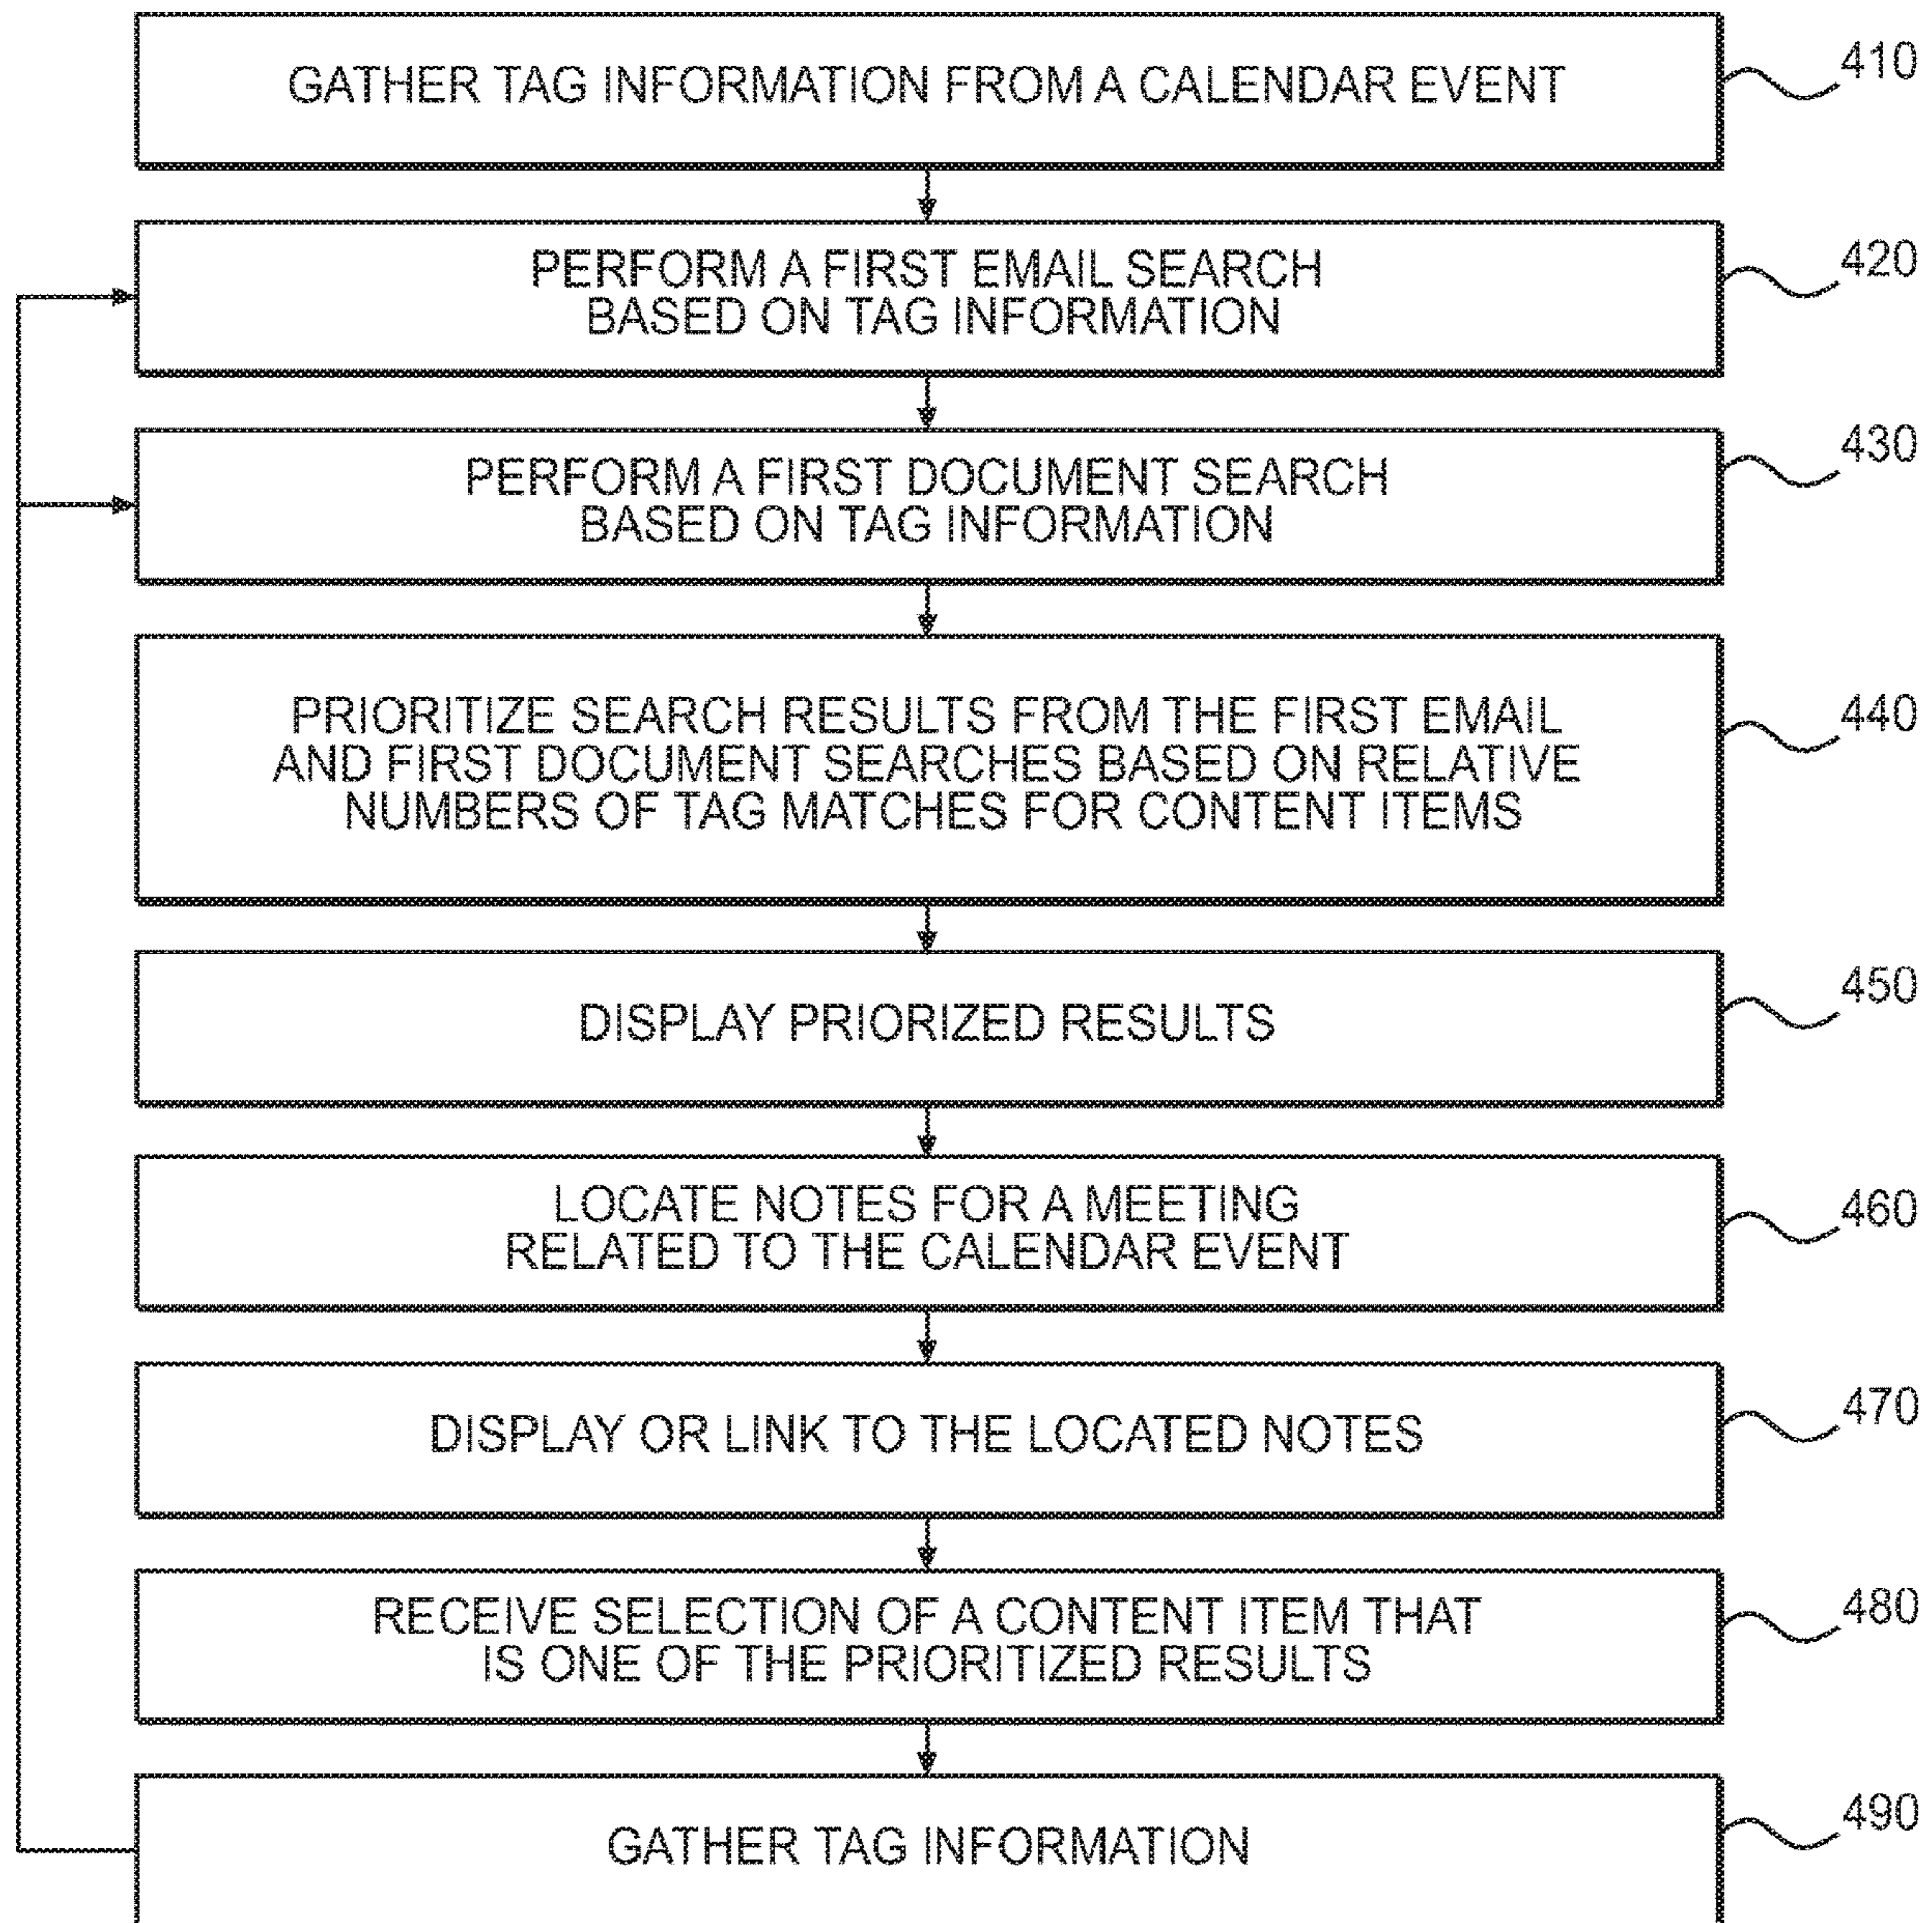 GATHER TAG INFORMATION FROM A CALENDAR EVENT
410
PERFORM A FIRST EMAIL SEARCH
BASED ON TAG INFORMATION
420
PERFORM A FIRST DOCUMENT SEARCH
BASED ON TAG INFORMATION
430
PRIORITIZE SEARCH RESULTS FROM THE FIRST EMAIL
AND FIRST DOCUMENT SEARCHES BASED ON RELATIVE
NUMBERS OF TAG MATCHES FOR CONTENT ITEMS
440
DISPLAY PRIORIZED RESULTS
450
LOCATE NOTES FOR A MEETING
RELATED TO THE CALENDAR EVENT
460
DISPLAY OR LINK TO THE LOCATED NOTES
470
RECEIVE SELECTION OF A CONTENT ITEM THAT
IS ONE OF THE PRIORITIZED RESULTS
480
GATHER TAG INFORMATION
490